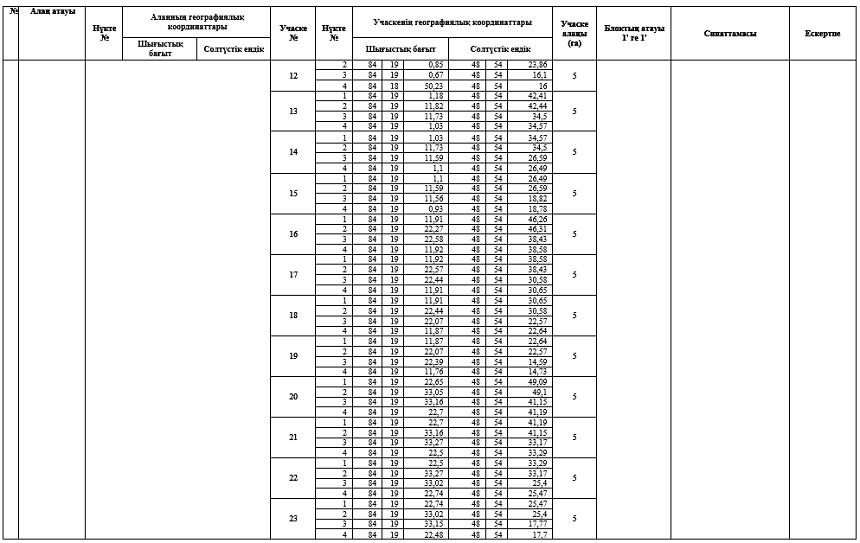 № Алаң атауы Нүкте № Аланның географиялық координаттары Учаске № Нүкте № Учаскенің географиялық координаттары Учаске алаңы (га) Блоктың атауы 1' ге 1' Сипаттамасы Ескертпе
Шығыстық бағыт Солтүстік ендік Шығыстық бағыт Солтүстік ендік
12 5
2 84 19 0,85 48 54 23,86
3 84 19 0,67 48 54 16,1
4 84 18 50,23 48 54 16
13 5
1 84 19 1,18 48 54 42,41
2 84 19 11,82 48 54 42,44
3 84 19 11,73 48 54 34,5
4 84 19 1,03 48 54 34,57
14 5
1 84 19 1,03 48 54 34,57
2 84 19 11,73 48 54 34,5
3 84 19 11,59 48 54 26,59
4 84 19 1,1 48 54 26,49
15 5
1 84 19 1,1 48 54 26,49
2 84 19 11,59 48 54 26,59
3 84 19 11,56 48 54 18,82
4 84 19 0,93 48 54 18,78
16 5
1 84 19 11,91 48 54 46,26
2 84 19 22,27 48 54 46,31
3 84 19 22,58 48 54 38,43
4 84 19 11,92 48 54 38,58
17 5
1 84 19 11,92 48 54 38,58
2 84 19 22,57 48 54 38,43
3 84 19 22,44 48 54 30,58
4 84 19 11,91 48 54 30,65
18 5
1 84 19 11,91 48 54 30,65
2 84 19 22,44 48 54 30,58
3 84 19 22,07 48 54 22,57
4 84 19 11,87 48 54 22,64
19 5
1 84 19 11,87 48 54 22,64
2 84 19 22,07 48 54 22,57
3 84 19 22,39 48 54 14,59
4 84 19 11,76 48 54 14,73
20 5
1 84 19 22,65 48 54 49,09
2 84 19 33,05 48 54 49,1
3 84 19 33,16 48 54 41,15
4 84 19 22,7 48 54 41,19
21 5
1 84 19 22,7 48 54 41,19
2 84 19 33,16 48 54 41,15
3 84 19 33,27 48 54 33,17
4 84 19 22,5 48 54 33,29
22 5
1 84 19 22,5 48 54 33,29
2 84 19 33,27 48 54 33,17
3 84 19 33,02 48 54 25,4
4 84 19 22,74 48 54 25,47
23 5
1 84 19 22,74 48 54 25,47
2 84 19 33,02 48 54 25,4
3 84 19 33,15 48 54 17,77
4 84 19 22,48 48 54 17,7